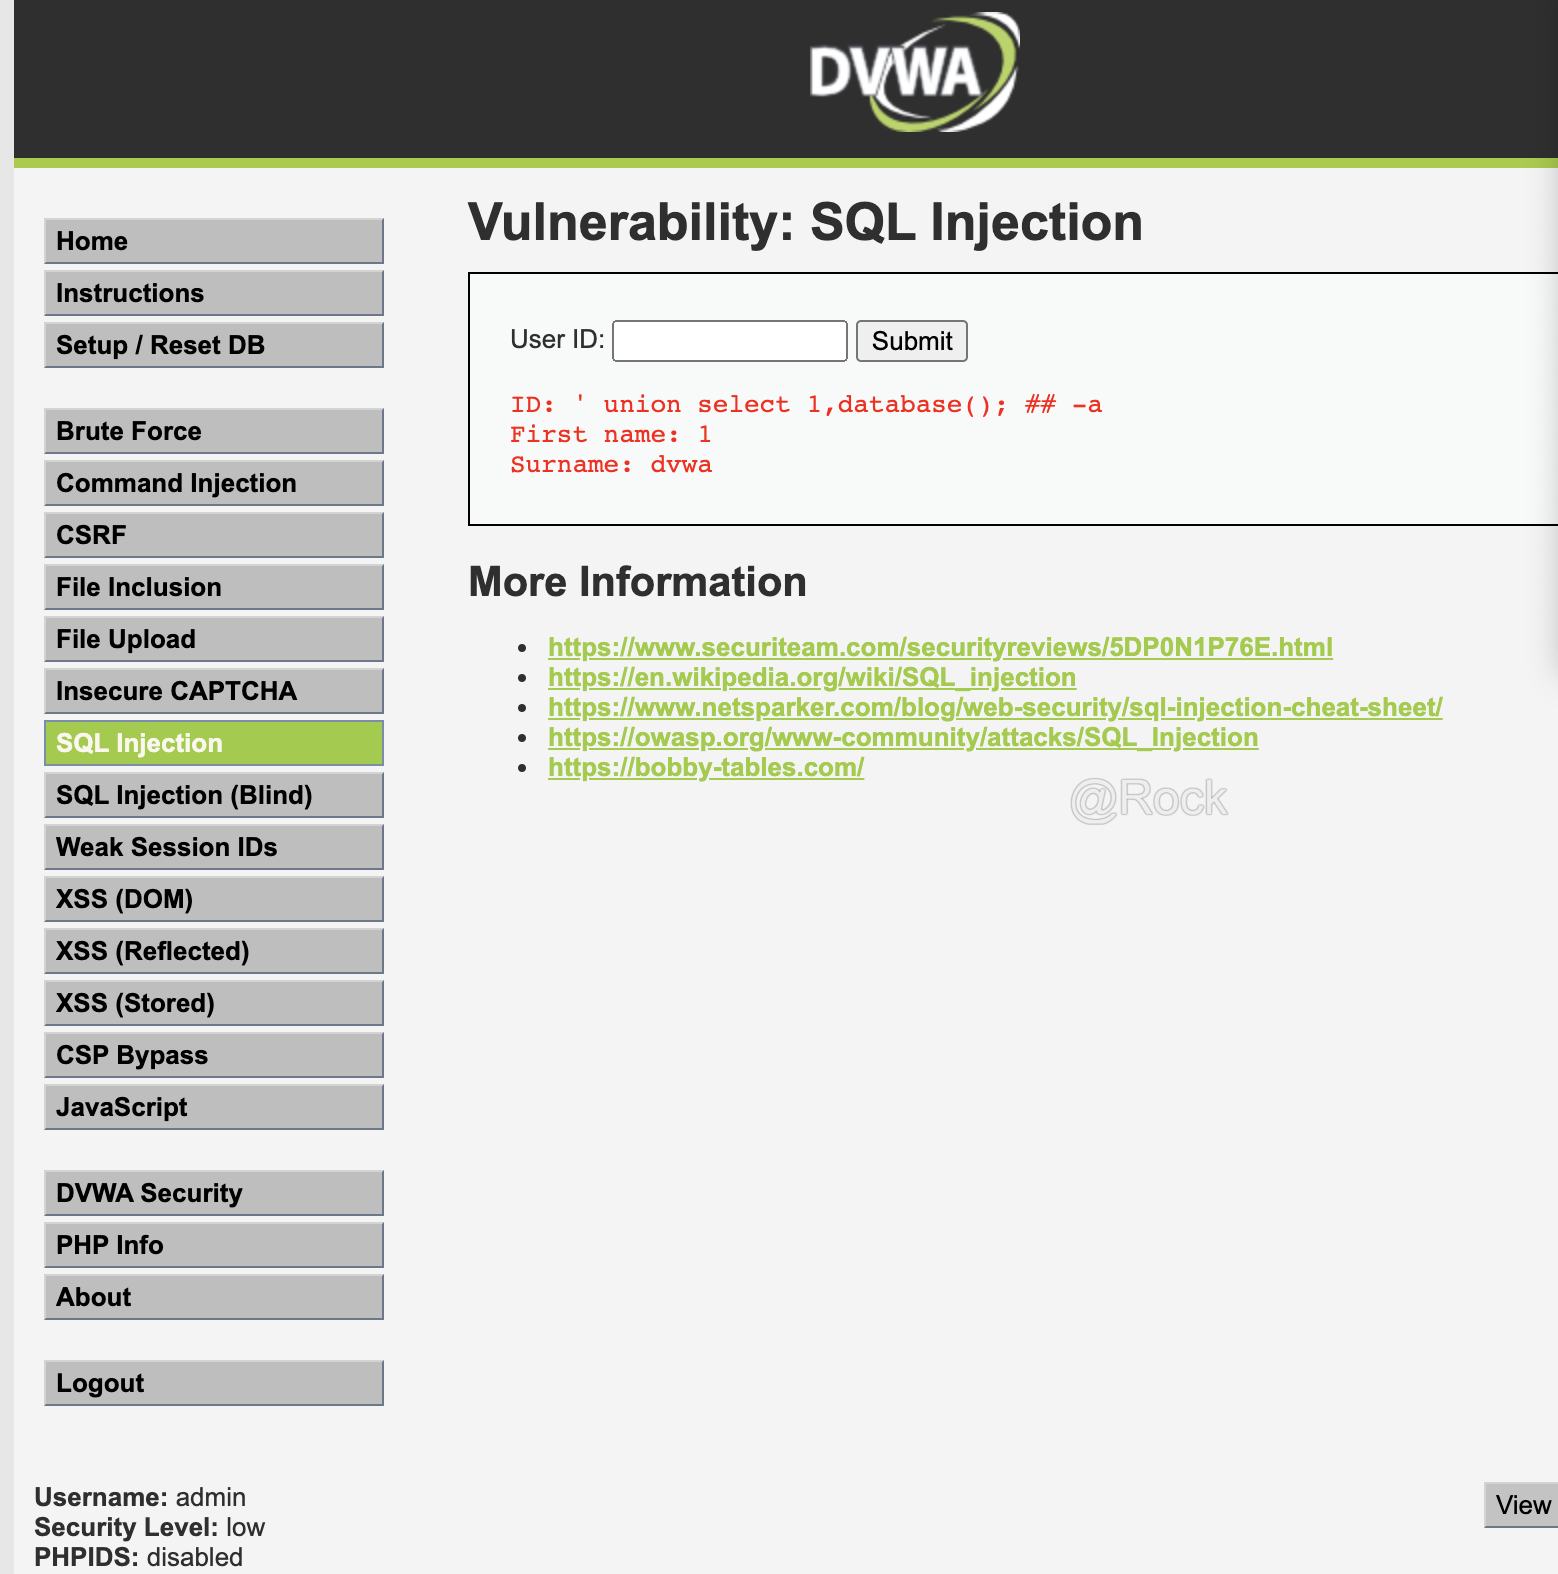 DVWA
Home
Instructions
Setup / Reset DB
Brute Force
Command Injection
CSRF
File Inclusion
File Upload
Insecure CAPTCHA
SQL Injection
SQL Injection (Blind)
Weak Session IDs
XSS (DOM)
XSS (Reflected)
XSS (Stored)
CSP Bypass
JavaScript
DVWA Security
PHP Info
About
Logout
Vulnerability: SQL Injection
User ID: Submit
ID: ' union select 1,database(); ## -a
First name: 1
Surname: dvwa
More Information
https://www.securiteam.com/securityreviews/5DP0N1P76E.html
https://en.wikipedia.org/wiki/SQL_injection
https://www.netsparker.com/blog/web-security/sql-injection-cheat-sheet/
https://owasp.org/www-community/attacks/SQL_Injection
https://bobby-tables.com/
@Rock
Username: admin
Security Level: low
PHPIDS: disabled
View